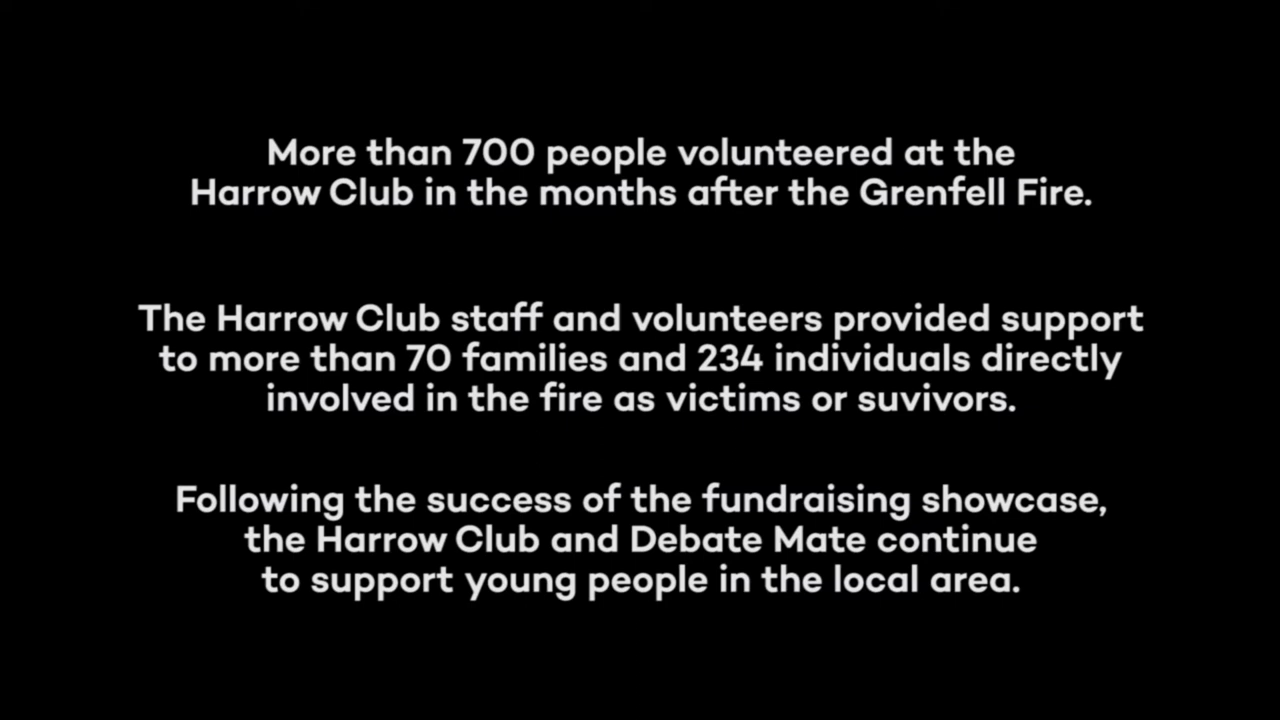 More than 700 people volunteered at the
Harrow Club in the months after the Grenfell Fire.
The Harrow Club staff and volunteers provided support
to more than 70 families and 234 individuals directly
involved in the fire as victims or suvivors.
Following the success of the fundraising showcase,
the Harrow Club and Debate Mate continue
to support young people in the local area.